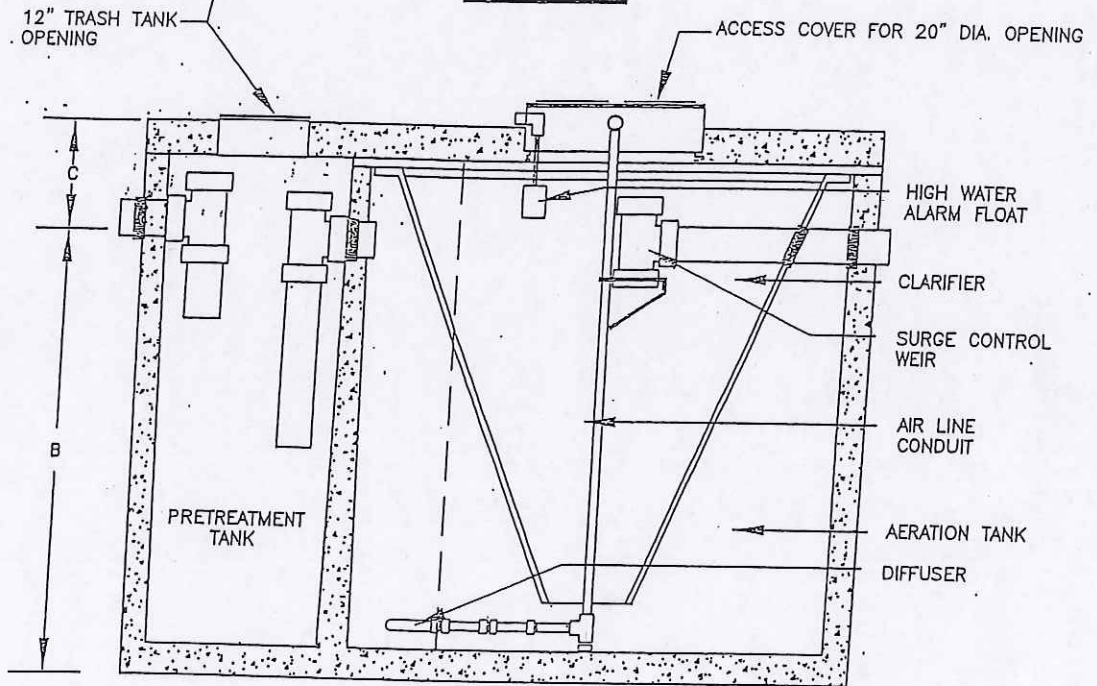 12" TRASH TANK
OPENING
ACCESS COVER FOR 20" DIA. OPENING
C
HIGH WATER
ALARM FLOAT
CLARIFIER
SURGE CONTROL
WEIR
B
AIR LINE
CONDUIT
PRETREATMENT
TANK
AERATION TANK
DIFFUSER